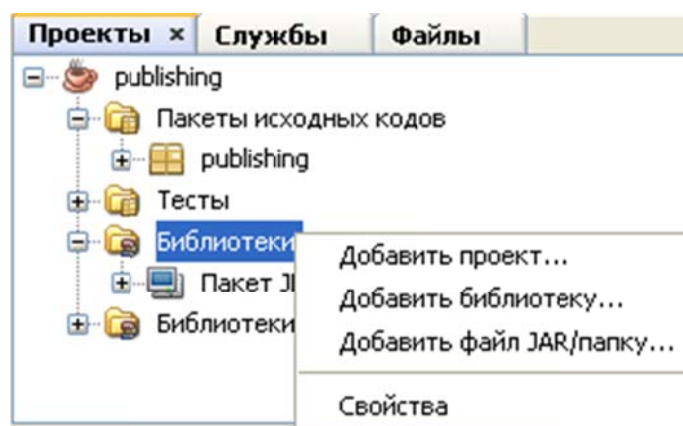 Проекты × Службы Файлы
publishing
Пакеты исходных кодов
publishing
Тесты
Библиотеки
Добавить проект...
Пакет
Добавить библиотеку...
Библиотеки
Добавить файл JAR/папку...
Свойства